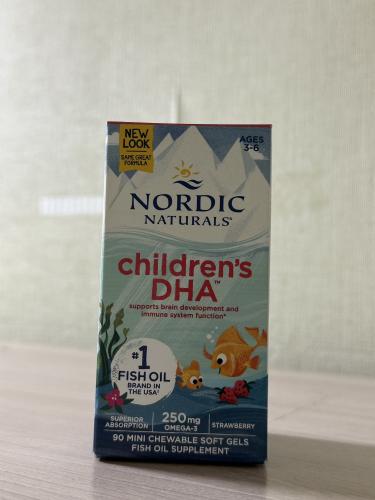 NEW
LOOK
SAME GREAT
FORMULA
AGES
3-6
NORDIC
NATURALS®
children's
DHA™
supports brain development and
immune system function*
#1
FISH OIL
BRAND IN
THE USA‡
SUPERIOR
ABSORPTION
250mg
OMEGA-3
STRAWBERRY
90 MINI CHEWABLE SOFT GELS
FISH OIL SUPPLEMENT